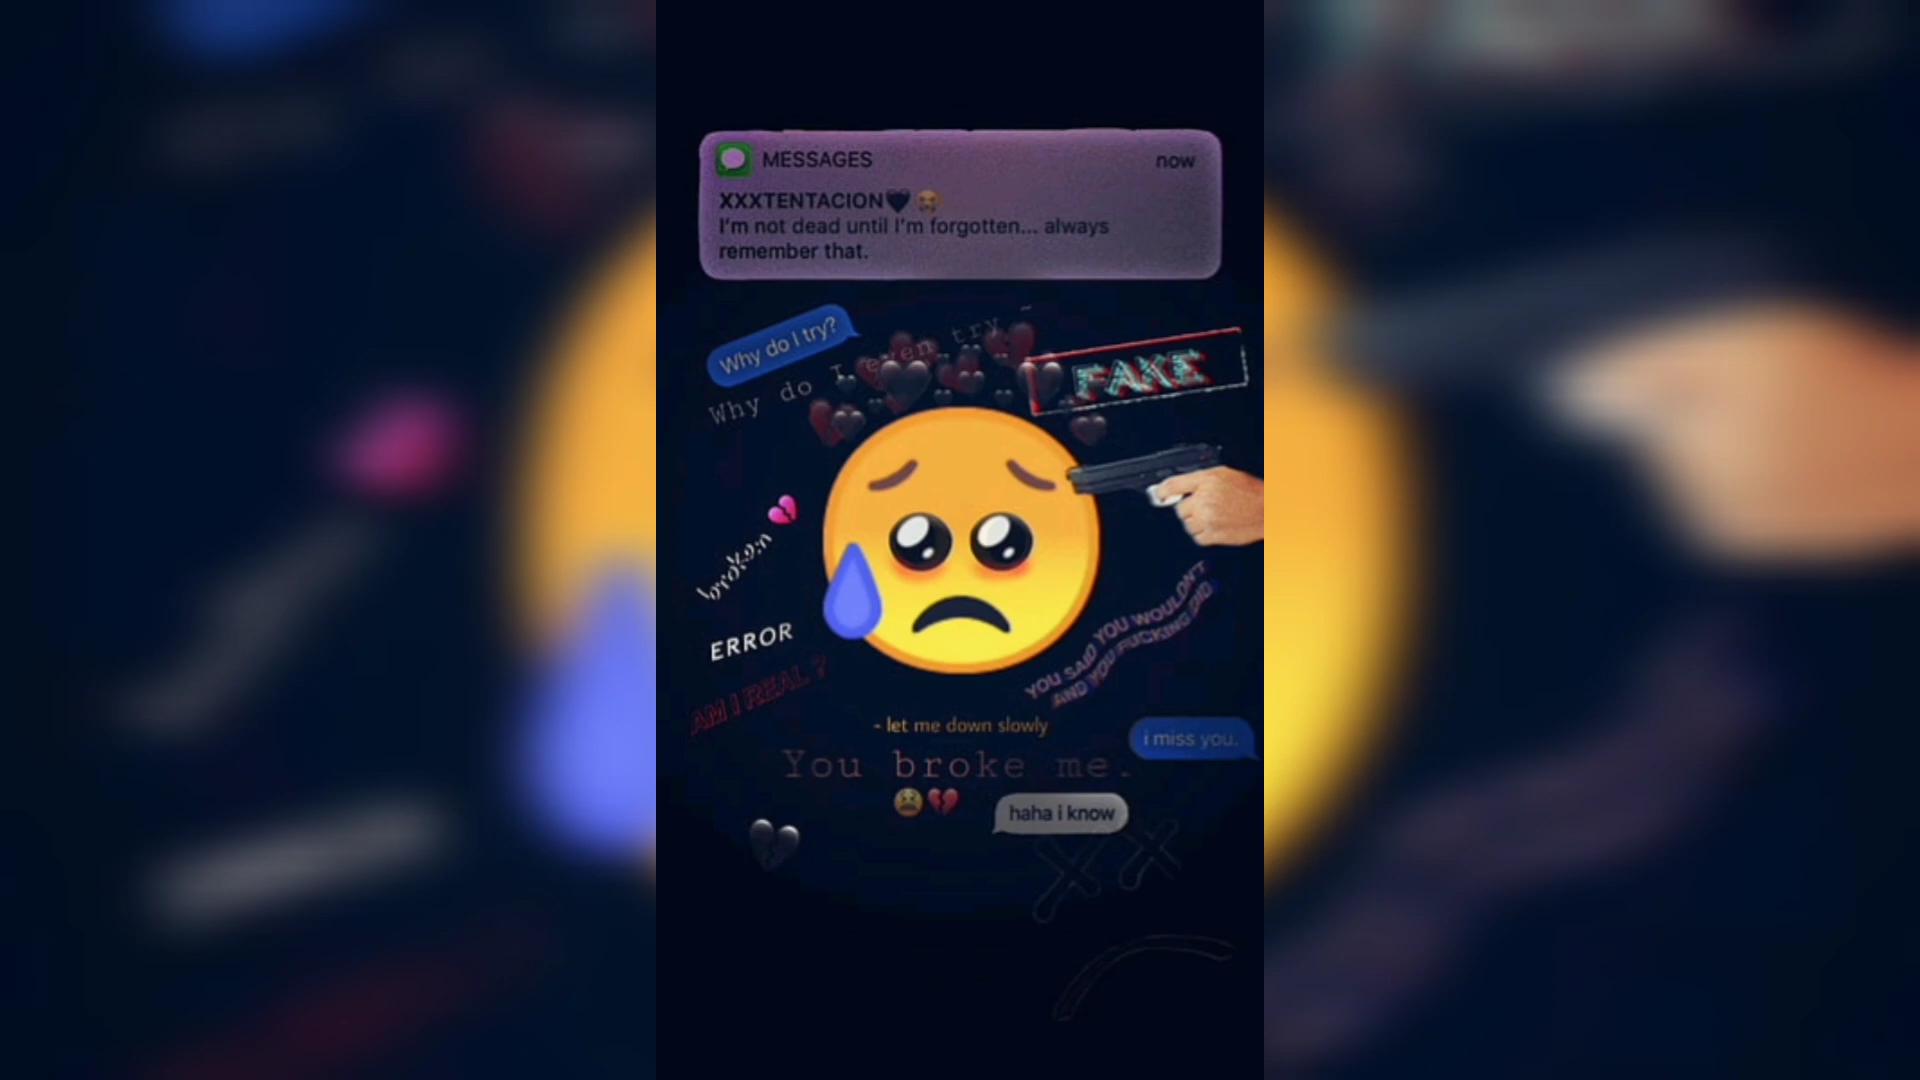 MESSAGES
now
XXXTENTACION🖤😭
I'm not dead until I'm forgotten... always
remember that.
Why do I try?
Why do I even try ~
FAKE
broken 💔
ERROR
AM I REAL ?
YOU SAID YOU WOULDN'T
AND YOU FUCKING DID
- let me down slowly
i miss you.
You broke me.
😫💔
haha i know
XX